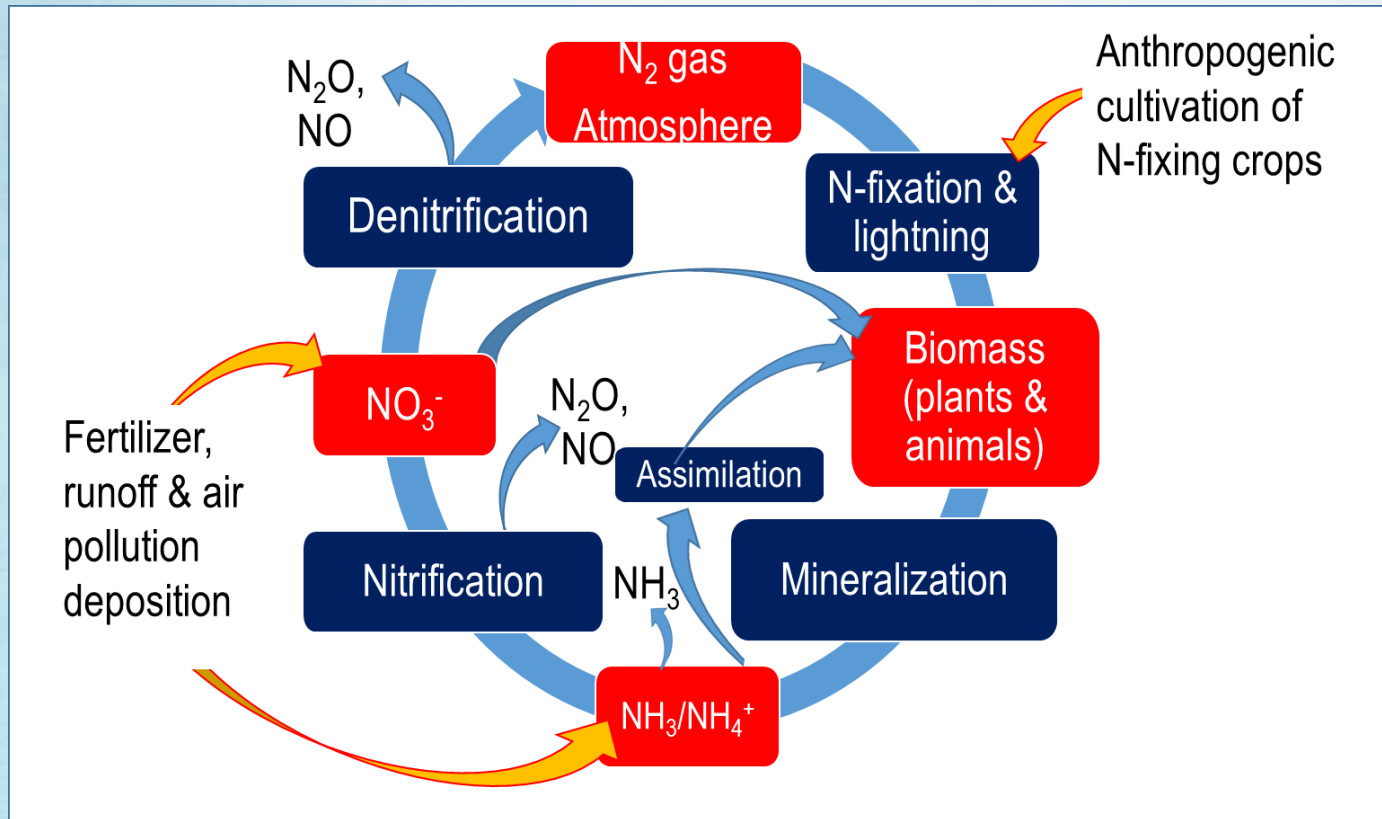 N₂ gas
Atmosphere
Anthropogenic
cultivation of
N-fixing crops
N₂O,
NO
Denitrification
N-fixation &
lightning
NO₃⁻
Biomass
(plants &
animals)
N₂O,
NO
Assimilation
Fertilizer,
runoff & air
pollution
deposition
Nitrification
NH₃
Mineralization
NH₃/NH₄⁺